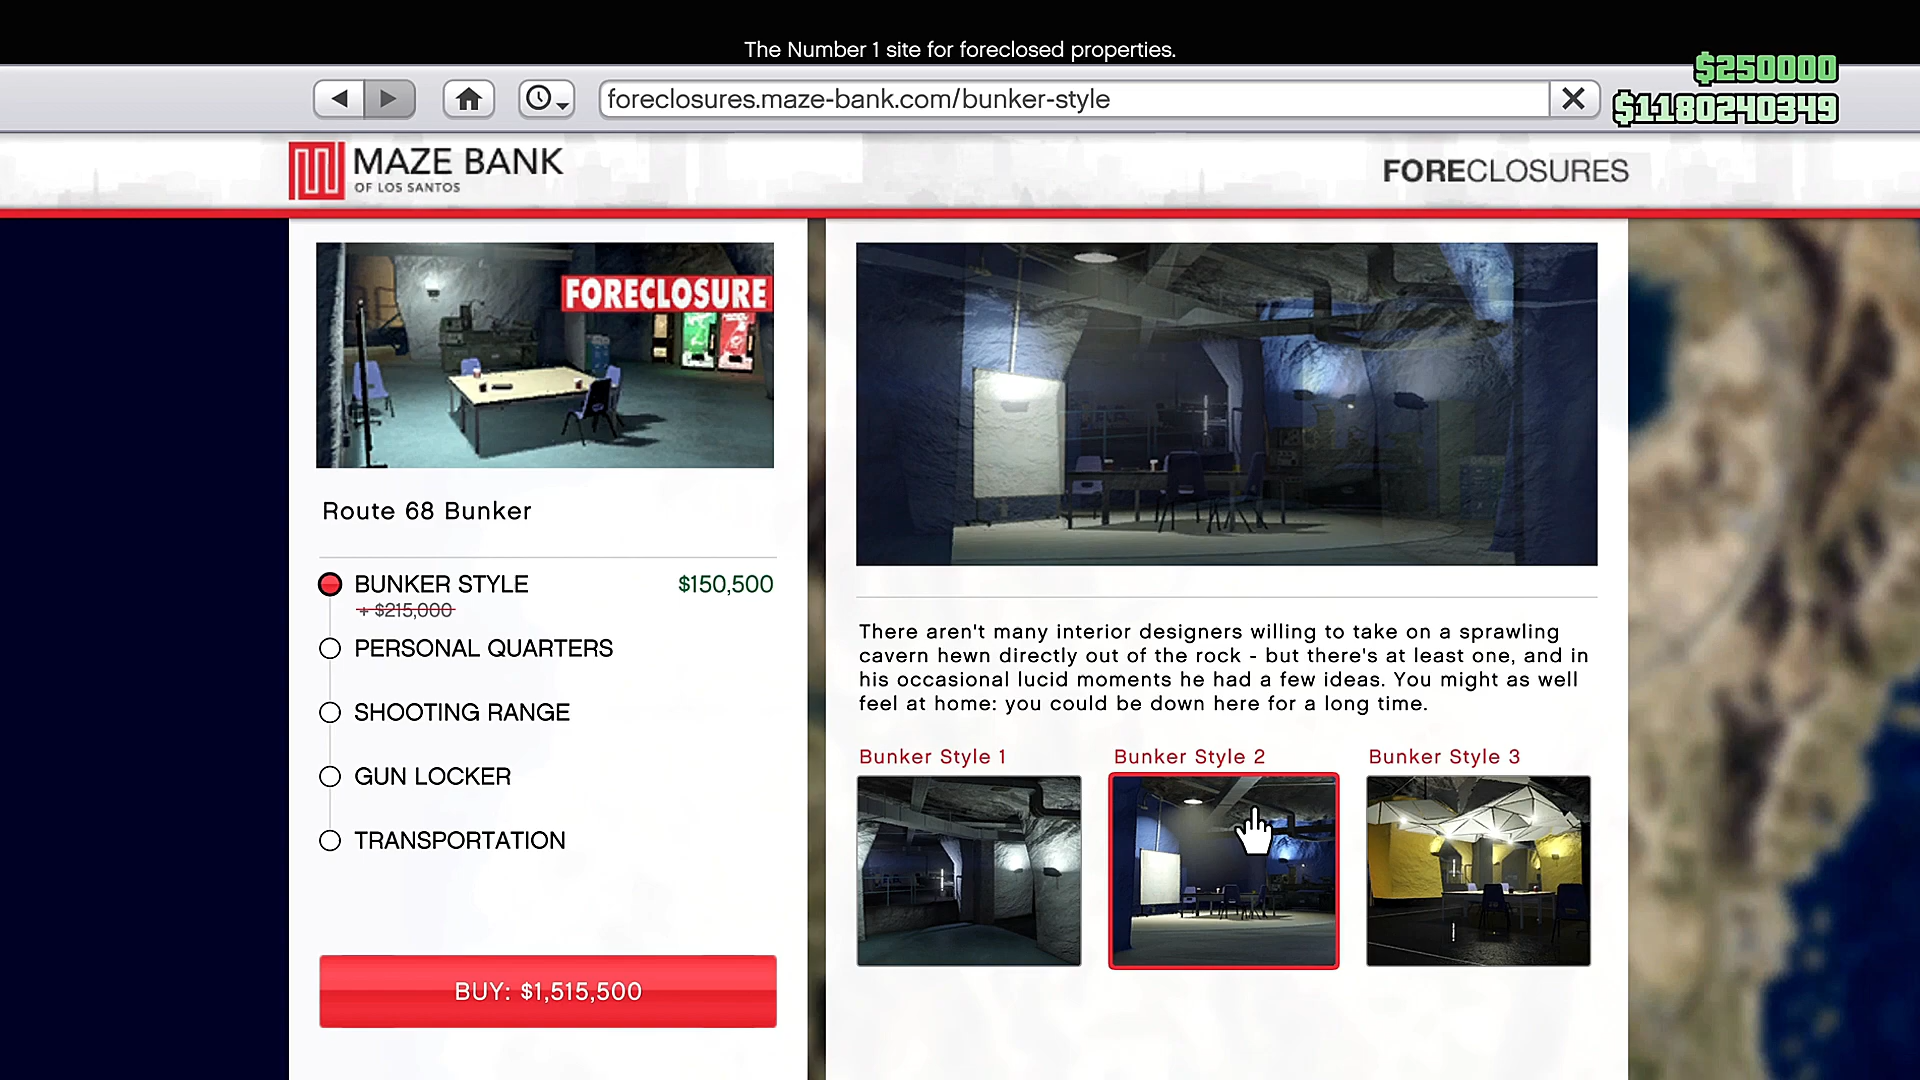 The Number 1 site for foreclosed properties.
$250000
$1180240349
foreclosures.maze-bank.com/bunker-style
MAZE BANK
OF LOS SANTOS
FORECLOSURES
FORECLOSURE
Route 68 Bunker
BUNKER STYLE $150,500
+ $215,000
PERSONAL QUARTERS
SHOOTING RANGE
GUN LOCKER
TRANSPORTATION
BUY: $1,515,500
There aren't many interior designers willing to take on a sprawling
cavern hewn directly out of the rock - but there's at least one, and in
his occasional lucid moments he had a few ideas. You might as well
feel at home: you could be down here for a long time.
Bunker Style 1
Bunker Style 2
Bunker Style 3